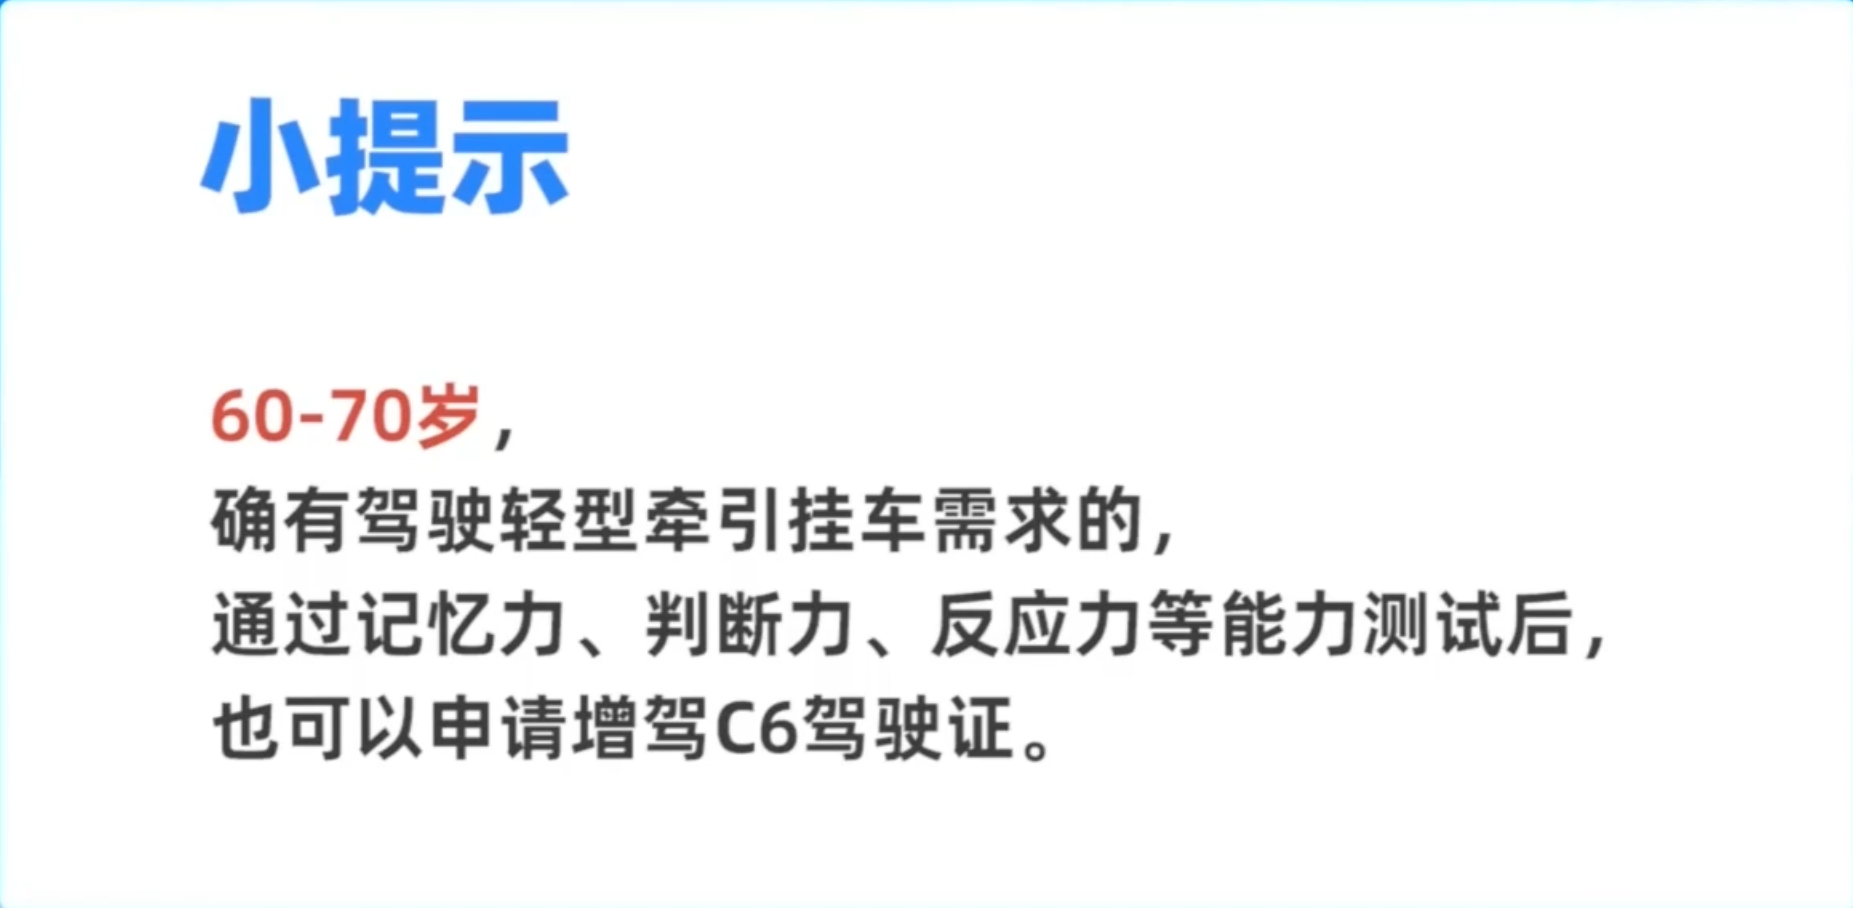 小提示
60-70岁，
确有驾驶轻型牵引挂车需求的，
通过记忆力、判断力、反应力等能力测试后，
也可以申请增驾C6驾驶证。